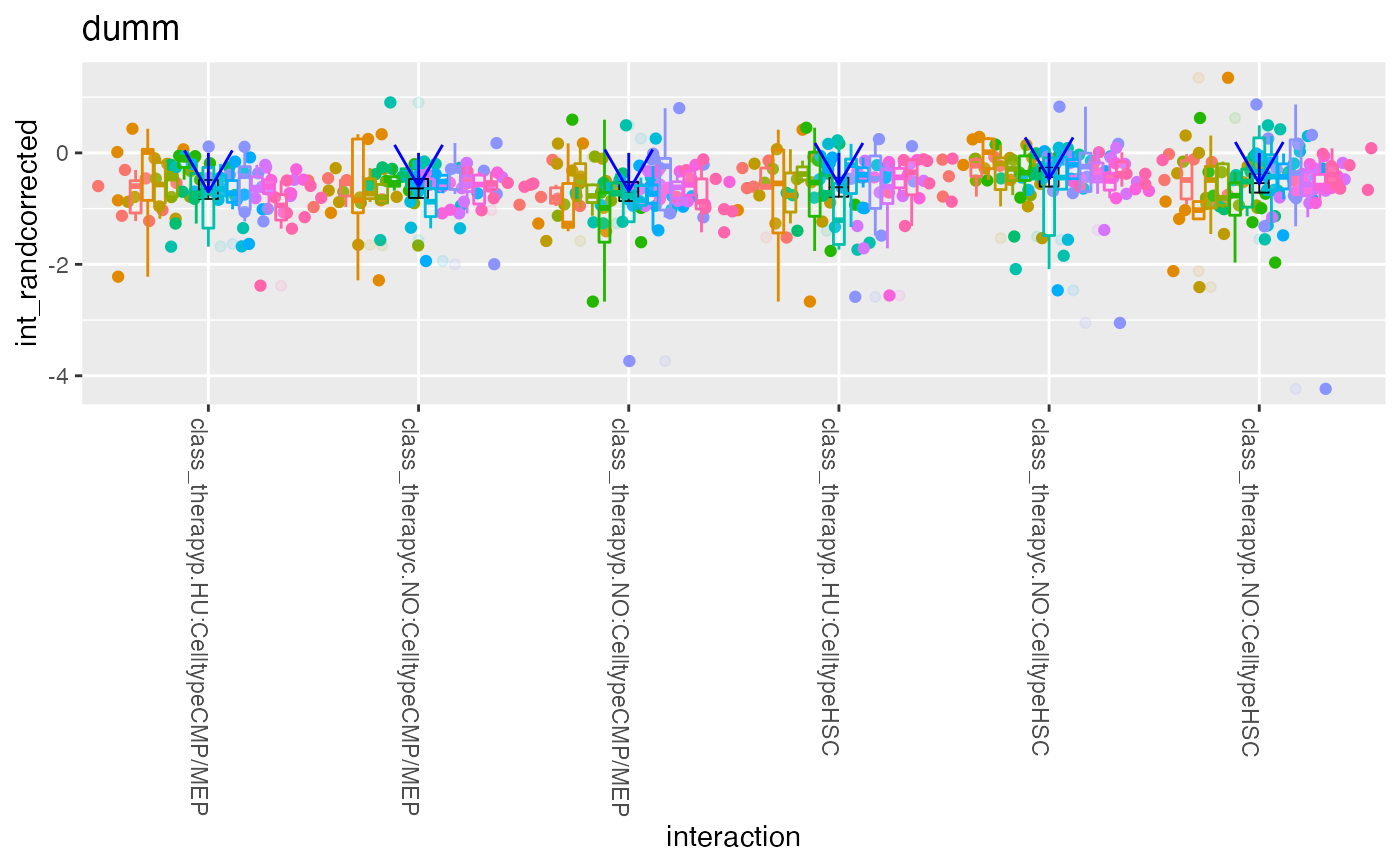 dumm
int_randcorrected
0
-2
-4
class_therapyp.HU:CelltypeCMP/MEP
class_therapyc.NO:CelltypeCMP/MEP
class_therapyp.NO:CelltypeCMP/MEP
class_therapyp.HU:CelltypeHSC
class_therapyc.NO:CelltypeHSC
class_therapyp.NO:CelltypeHSC
interaction